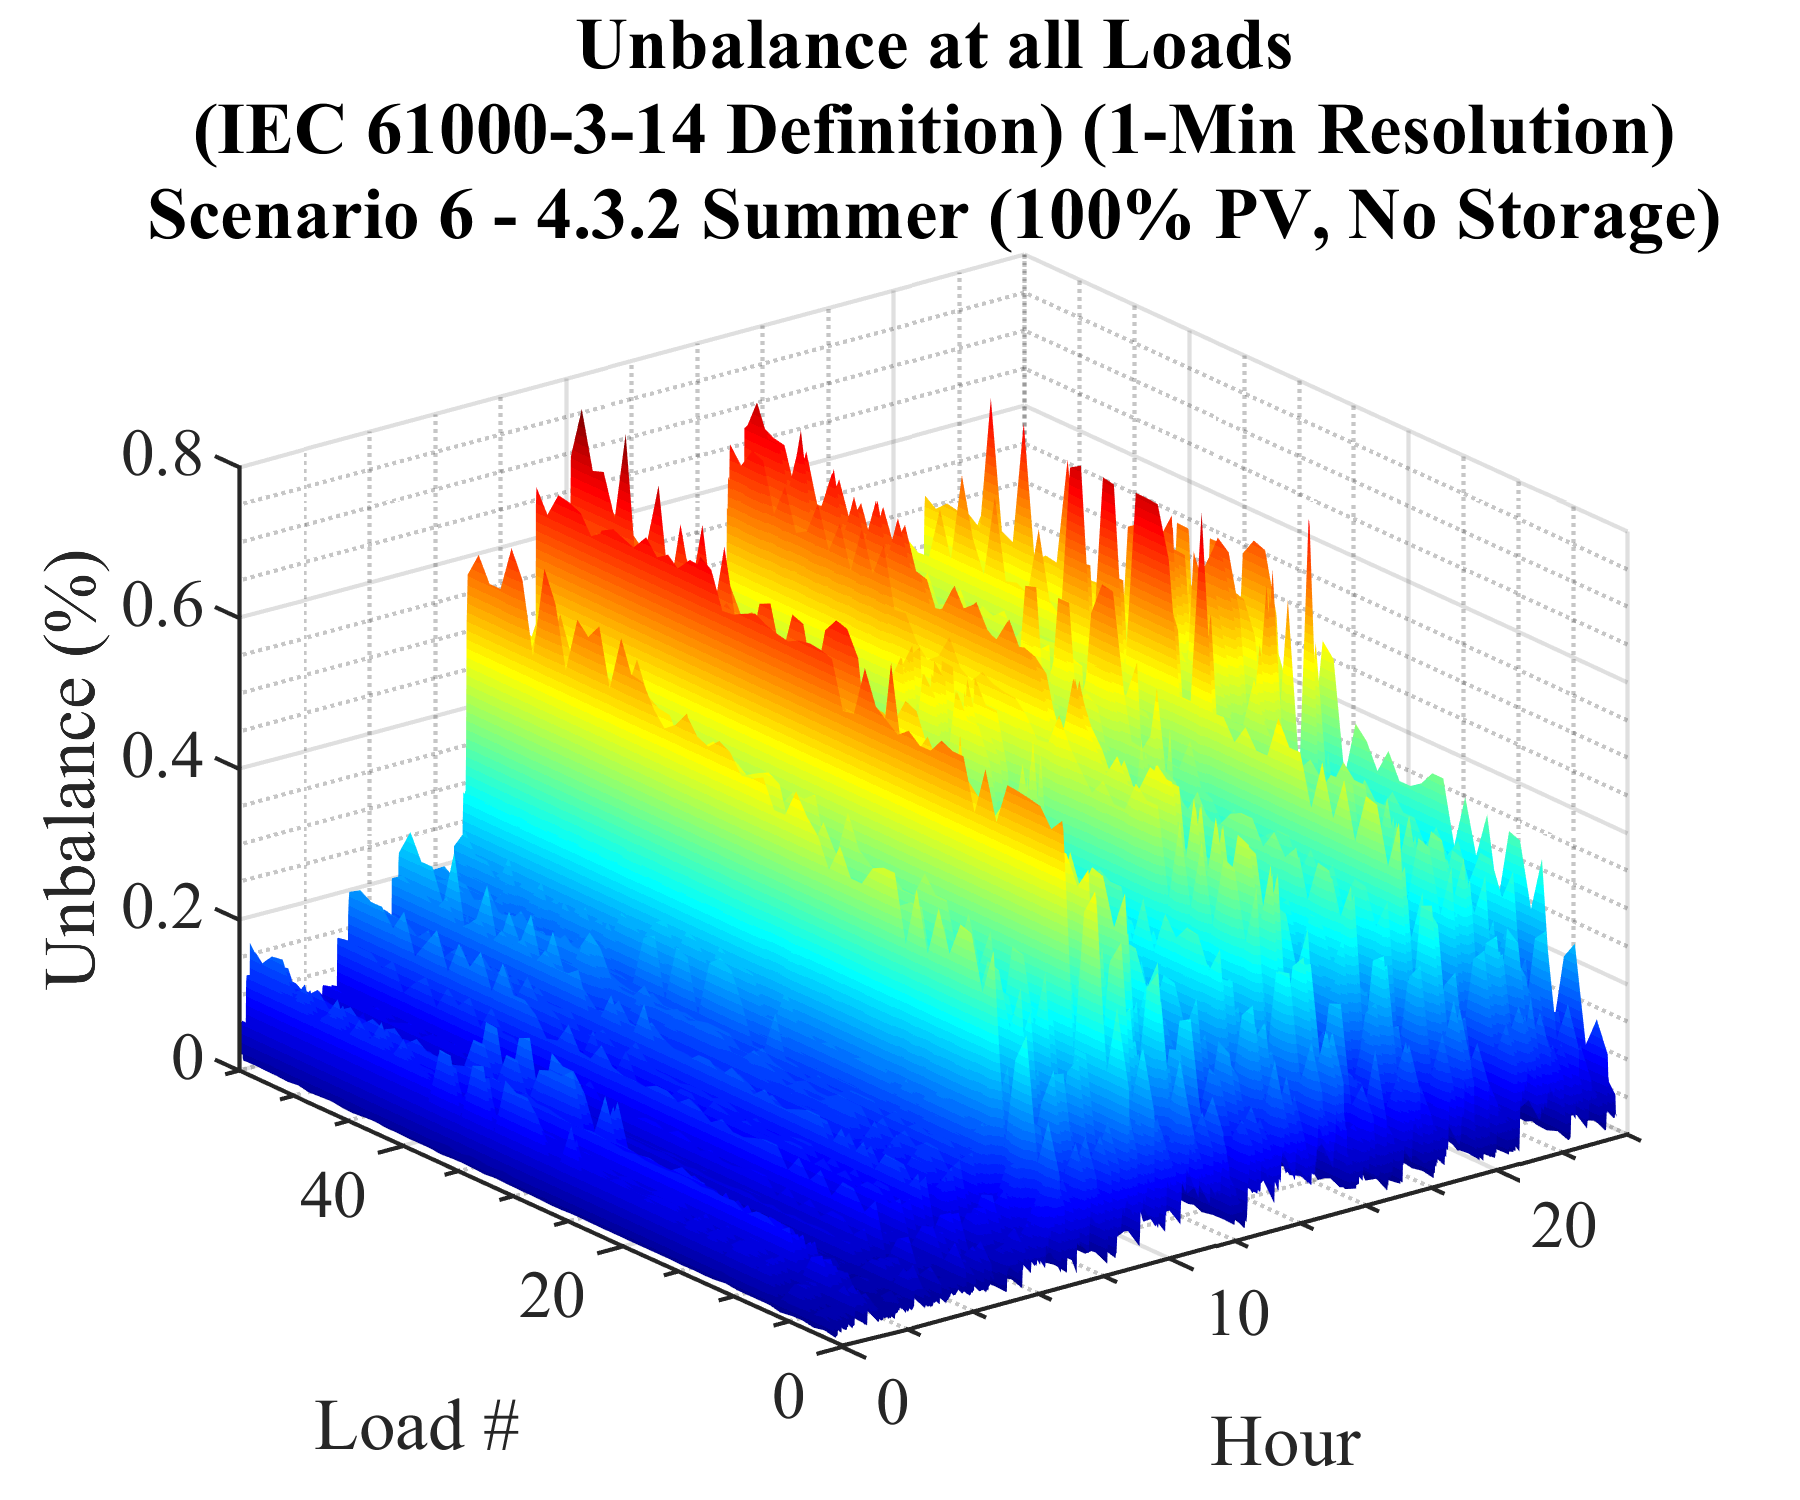 Unbalance at all Loads
(IEC 61000-3-14 Definition) (1-Min Resolution)
Scenario 6 - 4.3.2 Summer (100% PV, No Storage)
0.8
0.6
0.4
0.2
0
Unbalance (%)
40
20
0
Load #
0
10
20
Hour